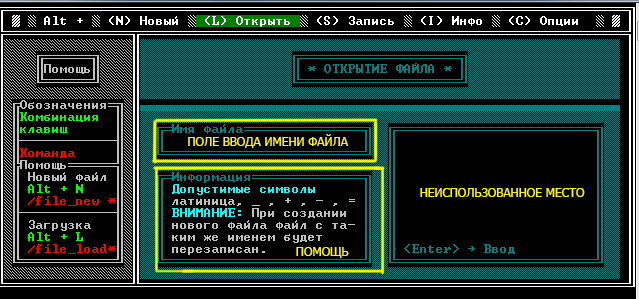 Alt + (N) Новый (L) Открыть (S) Запись (I) Инфо (C) Опции
Помощь
Обозначения
Комбинация
клавиш
Команда
Помощь
Новый файл
Alt + N
/file_new *
Загрузка
Alt + L
/file_load*
* ОТКРЫТИЕ ФАЙЛА *
Имя файла
ПОЛЕ ВВОДА ИМЕНИ ФАЙЛА
Информация
Допустимые символы
латиница, _ , + , - , =
ВНИМАНИЕ: При создании
нового файла файл с та-
ким же именем будет
перезаписан.
ПОМОЩЬ
НЕИСПОЛЬЗОВАННОЕ МЕСТО
<Enter> → Ввод